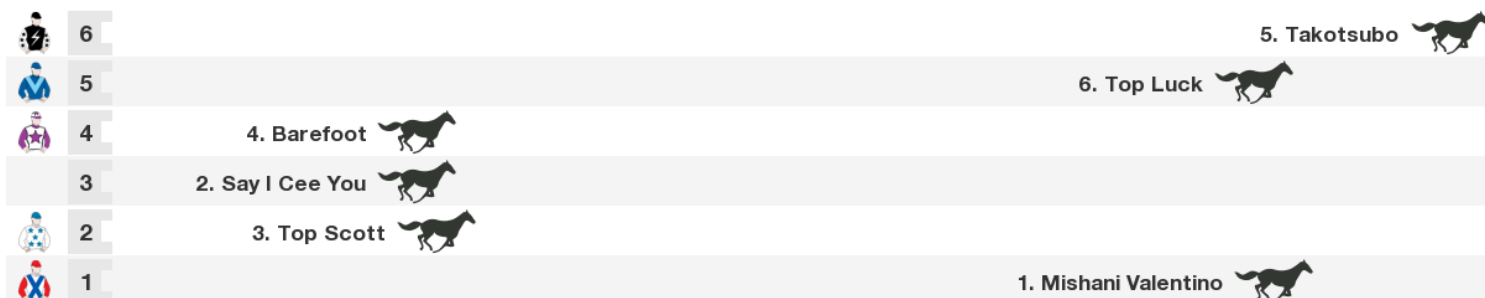 6 5. Takotsubo
5 6. Top Luck
4 4. Barefoot
3 2. Say I Cee You
2 3. Top Scott
1 1. Mishani Valentino